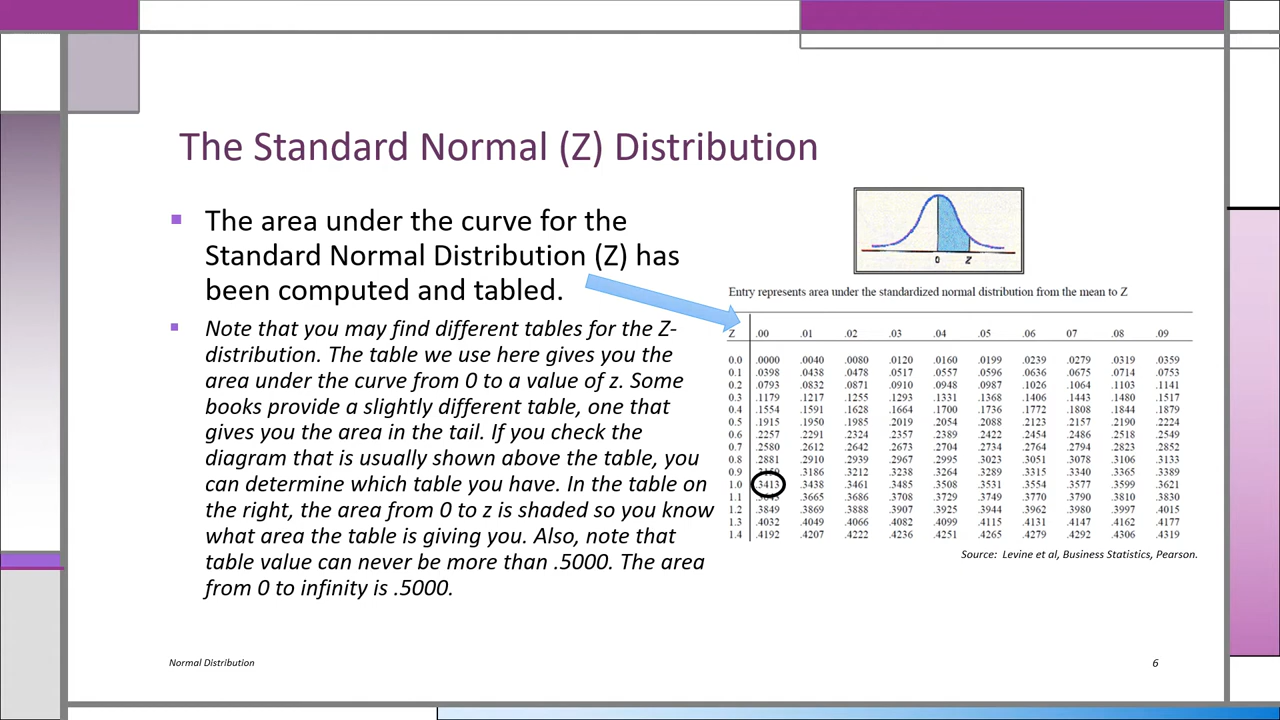 The Standard Normal (Z) Distribution
The area under the curve for the
Standard Normal Distribution (Z) has
been computed and tabled.
Note that you may find different tables for the Z-
distribution. The table we use here gives you the
area under the curve from 0 to a value of z. Some
books provide a slightly different table, one that
gives you the area in the tail. If you check the
diagram that is usually shown above the table, you
can determine which table you have. In the table on
the right, the area from 0 to z is shaded so you know
what area the table is giving you. Also, note that
table value can never be more than .5000. The area
from 0 to infinity is .5000.
0 Z
Entry represents area under the standardized normal distribution from the mean to Z
Z .00 .01 .02 .03 .04 .05 .06 07 .08 .09
0.0 .0000 .0040 .0080 .0120 .0160 .0199 .0239 .0279 .0319 .0359
0.1 .0398 .0438 .0478 .0517 .0557 .0596 .0636 .0675 .0714 .0753
0.2 .0793 .0832 .0871 .0910 .0948 .0987 .1026 .1064 .1103 .1141
0.3 .1179 .1217 .1255 .1293 .1331 .1368 .1406 .1443 .1480 .1517
0.4 .1554 .1591 .1628 .1664 .1700 .1736 .1772 .1808 .1844 .1879
0.5 .1915 .1950 .1985 .2019 .2054 .2088 .2123 .2157 .2190 .2224
0.6 .2257 .2291 .2324 .2357 .2389 .2422 .2454 .2486 .2518 .2549
0.7 .2580 .2612 .2642 .2673 .2704 .2734 .2764 .2794 .2823 .2852
0.8 .2881 .2910 .2939 .2967 .2995 .3023 .3051 .3078 .3106 .3133
0.9 .3186 .3212 .3238 .3264 .3289 .3315 .3340 .3365 .3389
1.0 .3413 .3438 .3461 .3485 .3508 .3531 .3554 .3577 .3599 .3621
1.1 .3665 .3686 .3708 .3729 .3749 .3770 .3790 .3810 .3830
1.2 .3849 .3869 .3888 .3907 .3925 .3944 .3962 .3980 .3997 .4015
1.3 .4032 .4049 .4066 .4082 .4099 .4115 .4131 .4147 .4162 .4177
1.4 .4192 .4207 .4222 .4236 .4251 .4265 .4279 .4292 .4306 .4319
Source: Levine et al, Business Statistics, Pearson.
Normal Distribution
6